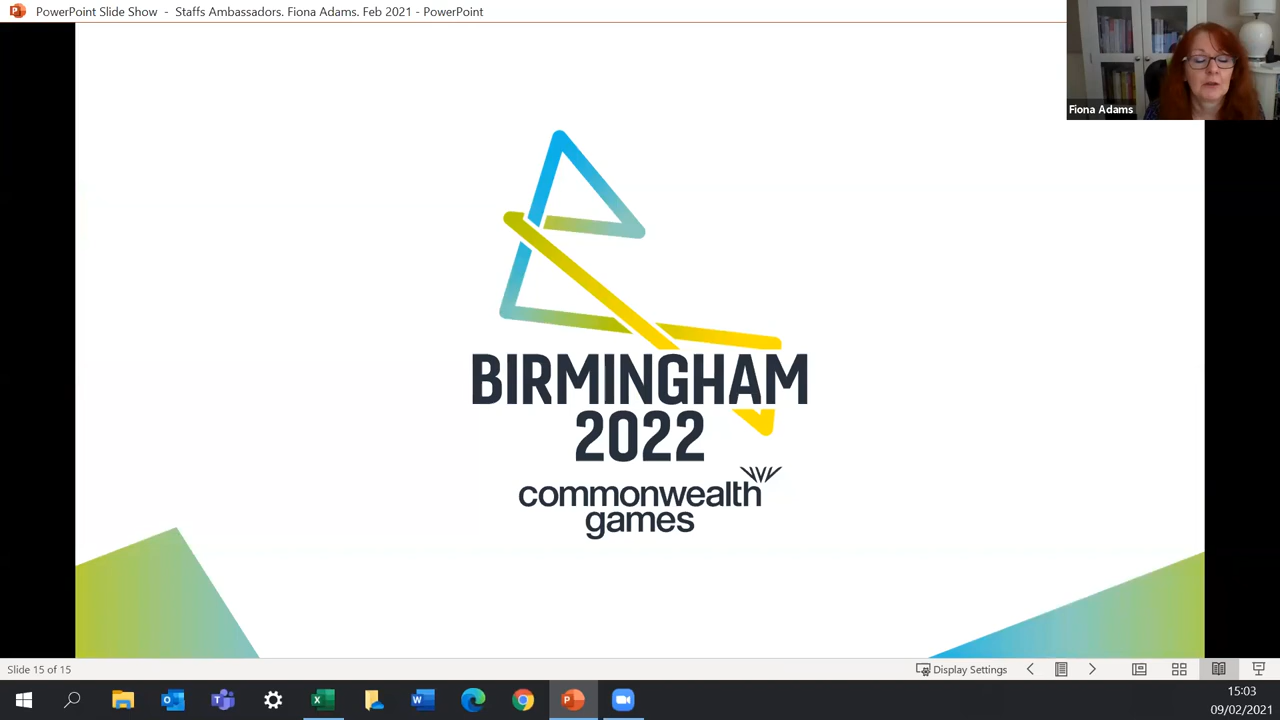 PowerPoint Slide Show - Staffs Ambassadors. Fiona Adams. Feb 2021 - PowerPoint
Fiona Adams
BIRMINGHAM
2022
commonwealth
games
Slide 15 of 15
Display Settings
15:03
09/02/2021